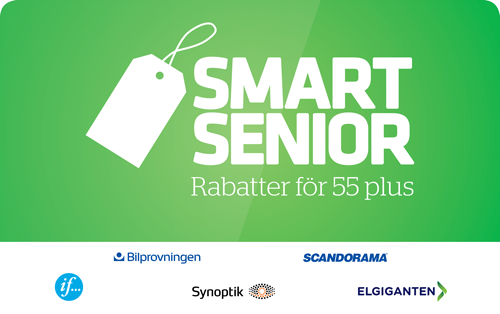 SMART
SENIOR
Rabatter för 55 plus
Bilprovningen
SCANDORAMA
if...
Synoptik
ELGIGANTEN